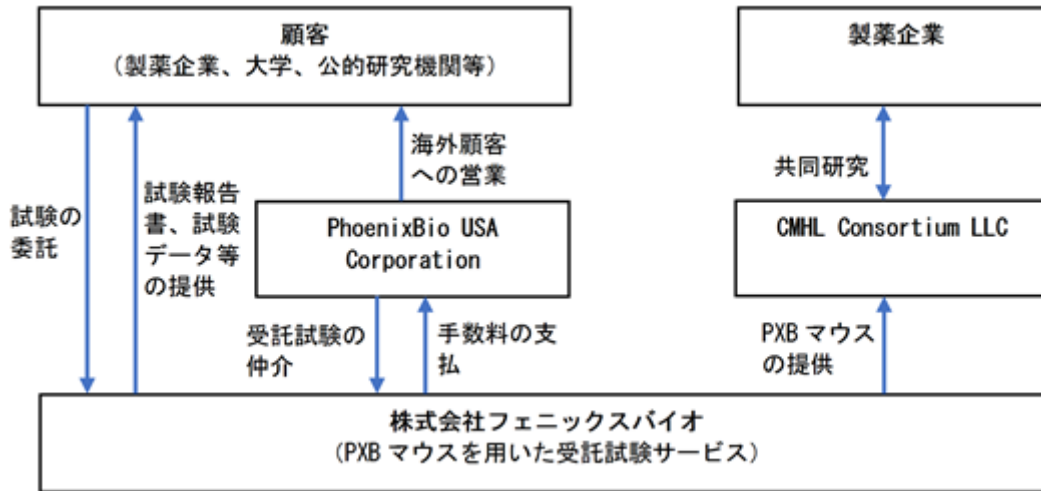 顧客
（製薬企業、大学、公的研究機関等）
製薬企業
海外顧客
への営業
共同研究
試験の
委託
試験報告
書、試験
データ等
の提供
PhoenixBio USA
Corporation
CMHL Consortium LLC
受託試験の
仲介
手数料の支
払
PXB マウス
の提供
株式会社フェニックスバイオ
（PXB マウスを用いた受託試験サービス）